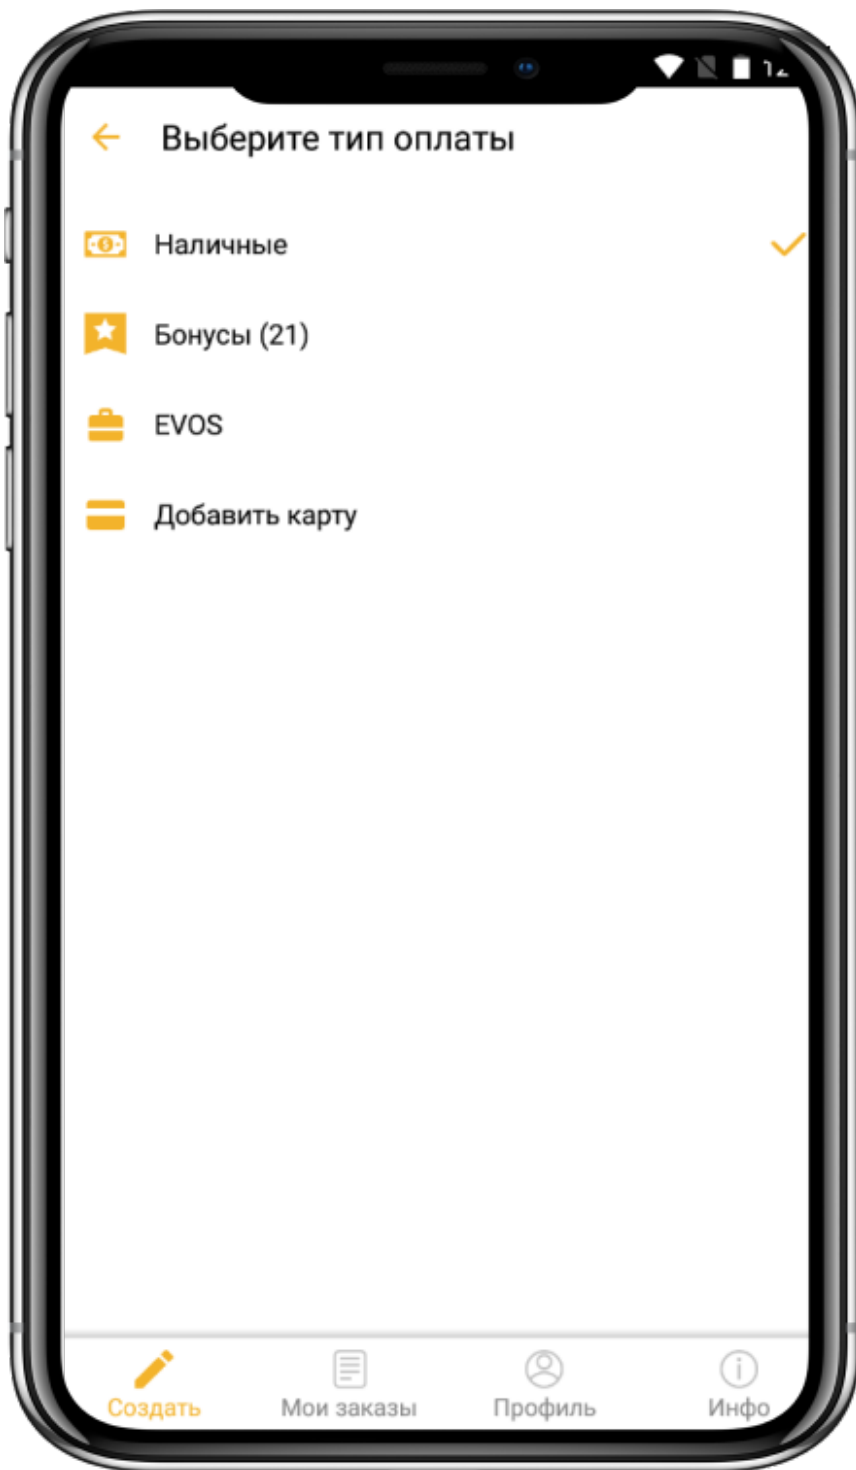 Выберите тип оплаты
Наличные
Бонусы (21)
EVOS
Добавить карту
Создать
Мои заказы
Профиль
Инфо